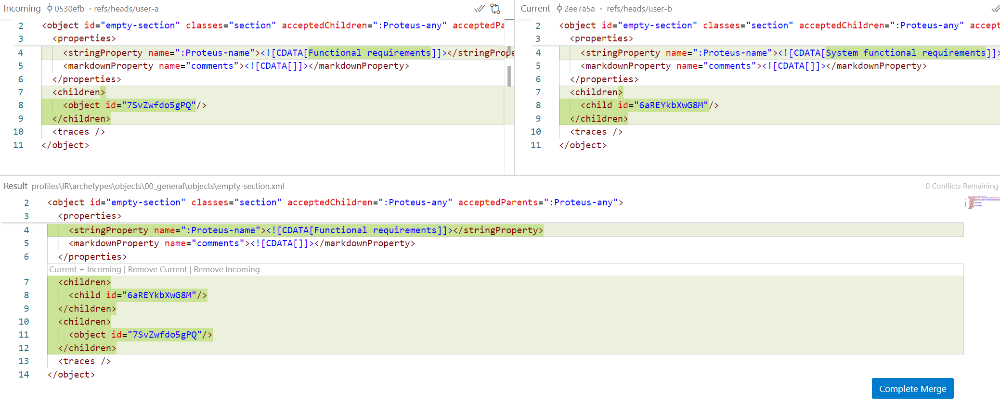 Incoming 0530efb • refs/heads/user-a
2 <object id="empty-section" classes="section" acceptedChildren=":Proteus-any" acceptedPa
3 <properties>
4 <stringProperty name=":Proteus-name"><![CDATA[Functional requirements]]></stringPrope
5 <markdownProperty name="comments"><![CDATA[]]></markdownProperty>
6 </properties>
7 <children>
8 <object id="7SvZwfdo5gPQ"/>
9 </children>
10 <traces />
11 </object>
Current 2ee7a5a • refs/heads/user-b
2 <object id="empty-section" classes="section" acceptedChildren=":Proteus-any" accept
3 <properties>
4 <stringProperty name=":Proteus-name"><![CDATA[System functional requirements]]>
5 <markdownProperty name="comments"><![CDATA[]]></markdownProperty>
6 </properties>
7 <children>
8 <child id="6aREYkbXwG8M"/>
9 </children>
10 <traces />
11 </object>
Result profiles\IR\archetypes\objects\00_general\objects\empty-section.xml 0 Conflicts Remaining
2 <object id="empty-section" classes="section" acceptedChildren=":Proteus-any" acceptedParents=":Proteus-any">
3 <properties>
4 <stringProperty name=":Proteus-name"><![CDATA[Functional requirements]]></stringProperty>
5 <markdownProperty name="comments"><![CDATA[]]></markdownProperty>
6 </properties>
Current + Incoming | Remove Current | Remove Incoming
7 <children>
8 <child id="6aREYkbXwG8M"/>
9 </children>
10 <children>
11 <object id="7SvZwfdo5gPQ"/>
12 </children>
13 <traces />
14 </object>
Complete Merge